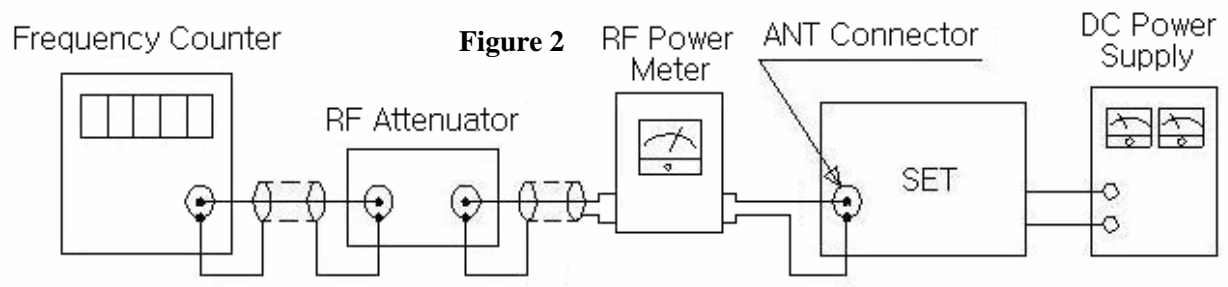 Frequency Counter
Figure 2
RF Power
Meter
ANT Connector
DC Power
Supply
RF Attenuator
SET